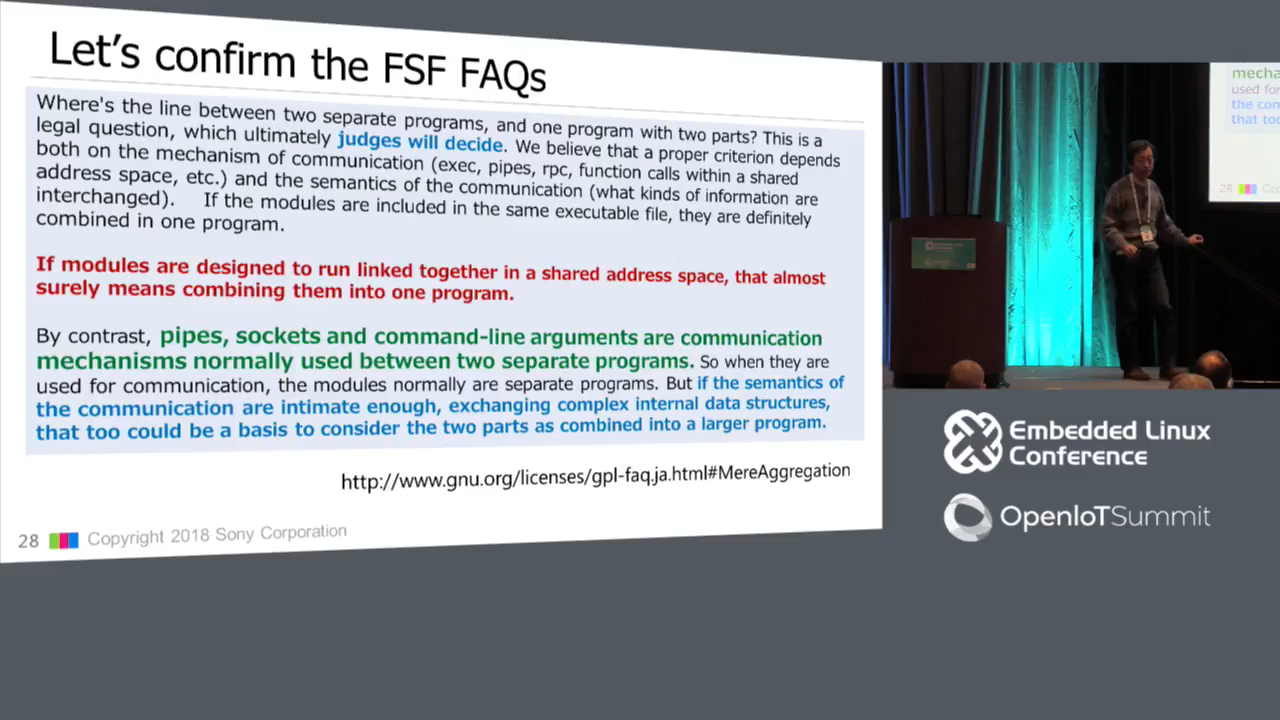 Let's confirm the FSF FAQs
Where's the line between two separate programs, and one program with two parts? This is a
legal question, which ultimately judges will decide. We believe that a proper criterion depends
both on the mechanism of communication (exec, pipes, rpc, function calls within a shared
address space, etc.) and the semantics of the communication (what kinds of information are
interchanged). If the modules are included in the same executable file, they are definitely
combined in one program.
If modules are designed to run linked together in a shared address space, that almost
surely means combining them into one program.
By contrast, pipes, sockets and command-line arguments are communication
mechanisms normally used between two separate programs. So when they are
used for communication, the modules normally are separate programs. But if the semantics of
the communication are intimate enough, exchanging complex internal data structures,
that too could be a basis to consider the two parts as combined into a larger program.
http://www.gnu.org/licenses/gpl-faq.ja.html#MereAggregation
28 Copyright 2018 Sony Corporation
mecha
used for
the con
that too
28 Co
Embedded Linux
Conference
OpenIoTSummit